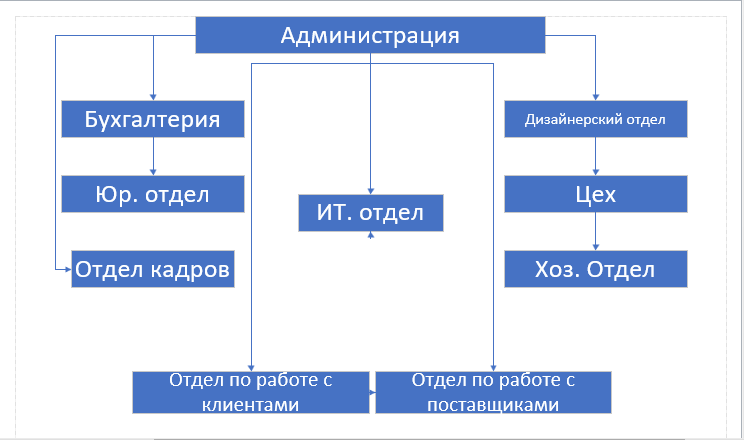 Администрация
Бухгалтерия
Дизайнерский отдел
Юр. отдел
ИТ. отдел
Цех
Отдел кадров
Хоз. Отдел
Отдел по работе с
клиентами
Отдел по работе с
поставщиками